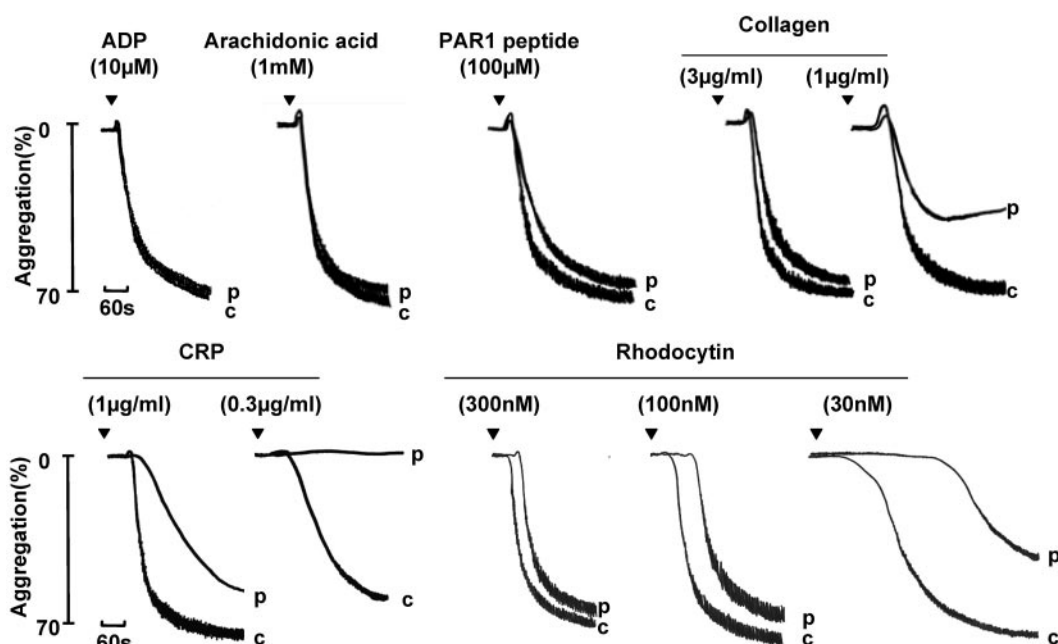 ADP
(10µM)
Arachidonic acid
(1mM)
PAR1 peptide
(100µM)
Collagen
(3µg/ml) (1µg/ml)
Aggregation(%)
0
70
60s
p
c
p
c
p
c
p
c
p
c
CRP
(1µg/ml) (0.3µg/ml)
Rhodocytin
(300nM) (100nM) (30nM)
Aggregation(%)
0
70
60s
p
c
p
c
p
c
p
c
p
c